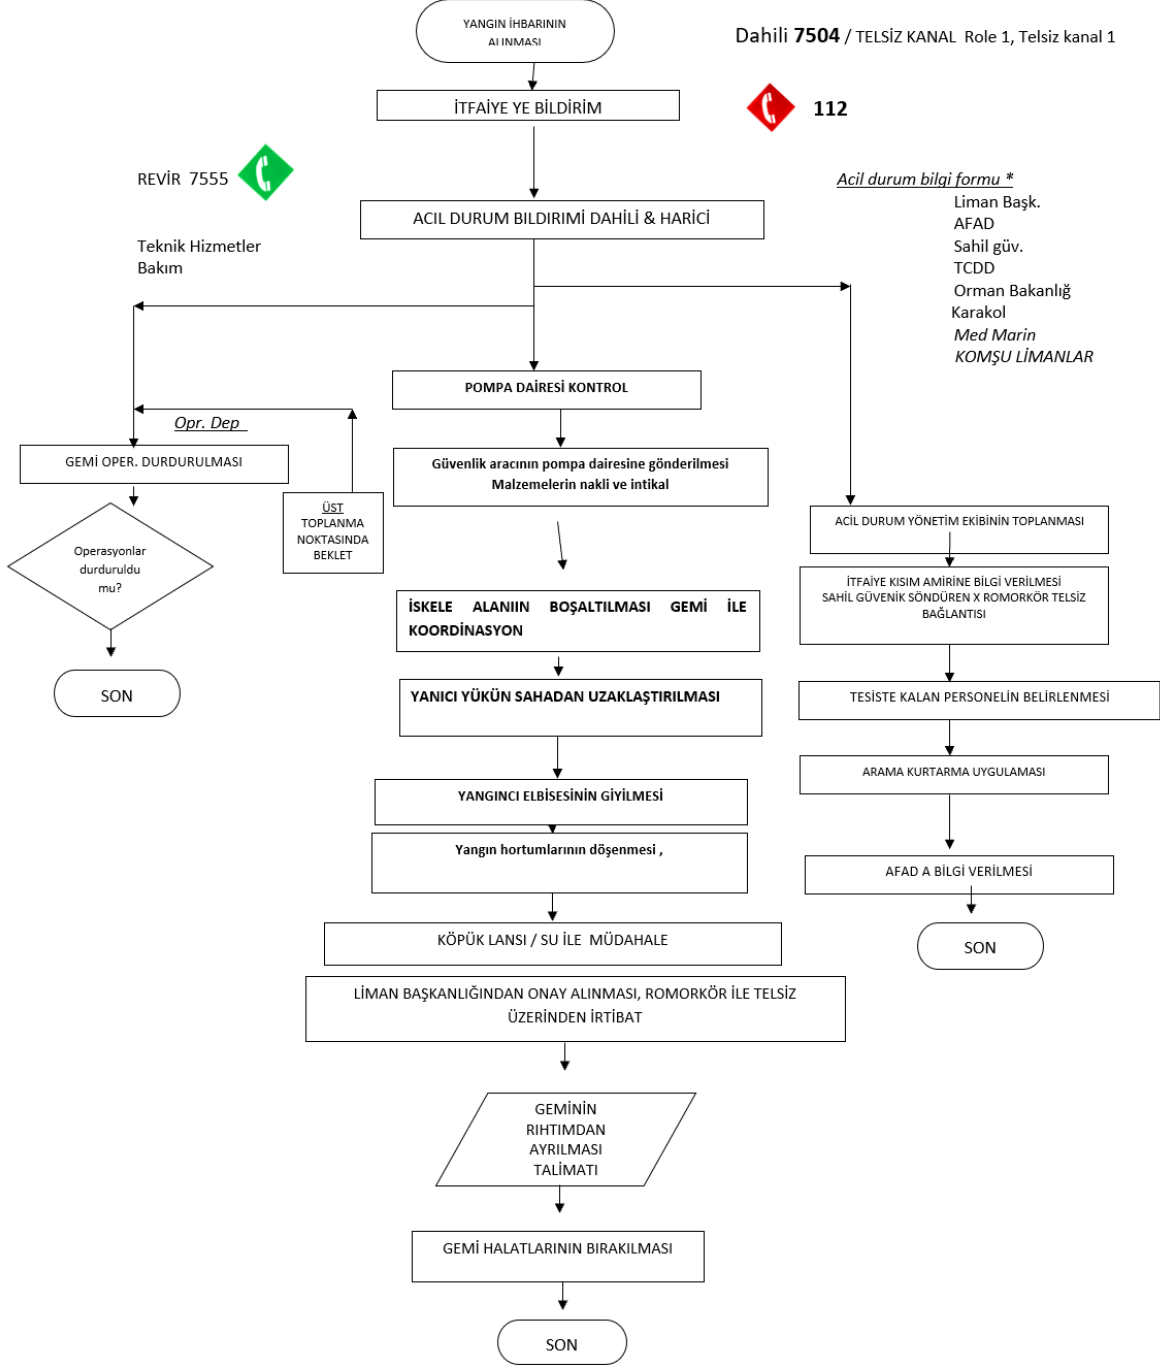 YANGIN İHBARININ
ALINMASI
Dahili 7504 / TELSİZ KANAL Role 1, Telsiz kanal 1
İTFAİYE YE BİLDİRİM
112
REVİR 7555
Acil durum bilgi formu *
Liman Başk.
AFAD
Sahil güv.
TCDD
Orman Bakanlığ
Karakol
Med Marin
KOMŞU LİMANLAR
ACIL DURUM BILDIRIMİ DAHİLİ & HARİCİ
Teknik Hizmetler
Bakım
POMPA DAİRESİ KONTROL
Opr. Dep
GEMİ OPER. DURDURULMASI
Güvenlik aracının pompa dairesine gönderilmesi
Malzemelerin nakli ve intikal
ÜST
TOPLANMA
NOKTASINDA
BEKLET
Operasyonlar
durduruldu
mu?
SON
ACİL DURUM YÖNETİM EKİBİNİN TOPLANMASI
İTFAİYE KISIM AMİRİNE BİLGİ VERİLMESİ
SAHİL GÜVENİK SÖNDÜREN X ROMORKÖR TELSİZ
BAĞLANTISI
İSKELE ALANIIN BOŞALTILMASI GEMİ İLE
KOORDİNASYON
YANICI YÜKÜN SAHADAN UZAKLAŞTIRILMASI
TESİSTE KALAN PERSONELİN BELİRLENMESİ
YANGINCI ELBİSESİNİN GİYİLMESİ
ARAMA KURTARMA UYGULAMASI
Yangın hortumlarının döşenmesi ,
AFAD A BİLGİ VERİLMESİ
KÖPÜK LANSI / SU İLE MÜDAHALE
SON
LİMAN BAŞKANLIĞINDAN ONAY ALINMASI, ROMORKÖR İLE TELSİZ
ÜZERİNDEN İRTİBAT
GEMİNİN
RIHTIMDAN
AYRILMASI
TALİMATI
GEMİ HALATLARININ BIRAKILMASI
SON